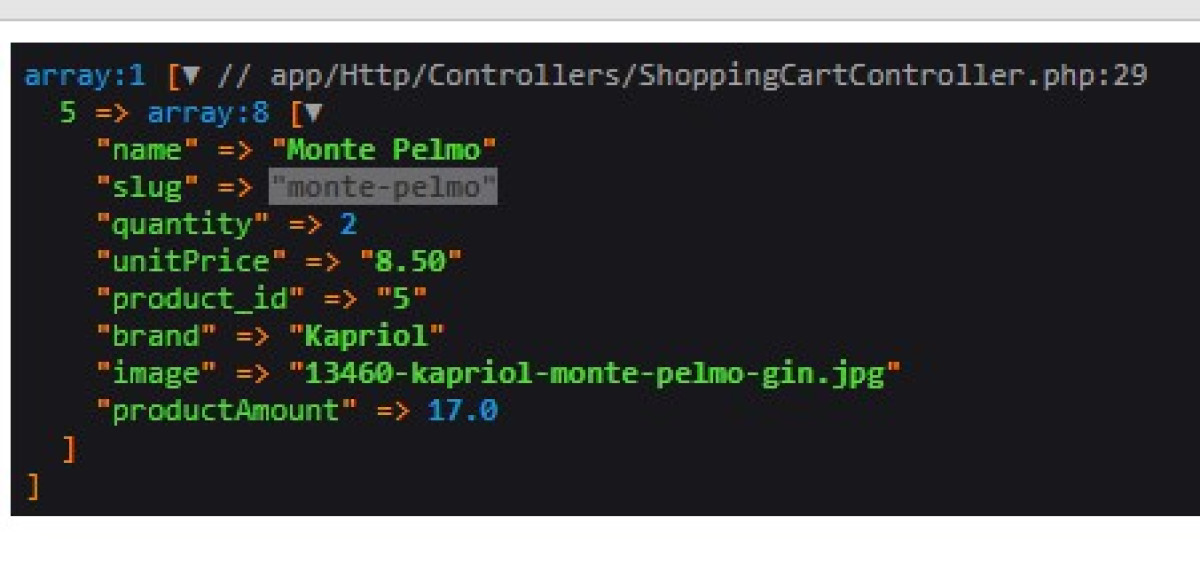 array:1 [▼ // app/Http/Controllers/ShoppingCartController.php:29
5 => array:8 [▼
"name" => "Monte Pelmo"
"slug" => "monte-pelmo"
"quantity" => 2
"unitPrice" => "8.50"
"product_id" => "5"
"brand" => "Kapriol"
"image" => "13460-kapriol-monte-pelmo-gin.jpg"
"productAmount" => 17.0
]
]